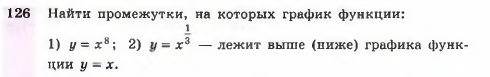 126 Найти промежутки, на которых график функции:
1) y = x⁸; 2) y = x^(1/3) — лежит выше (ниже) графика функ-
ции y = x.